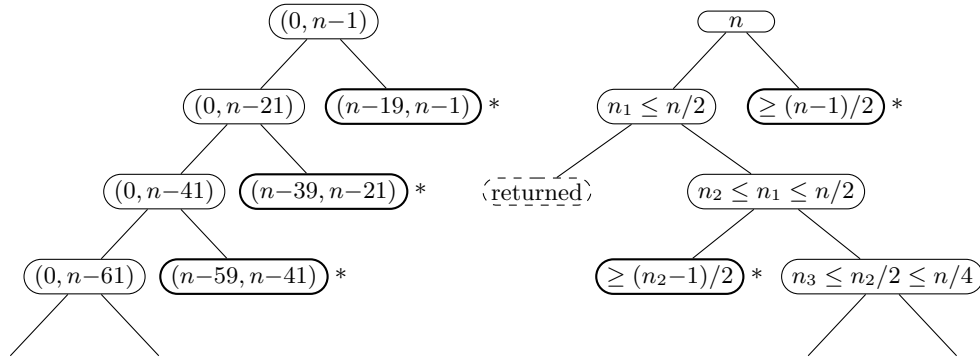 (0, n−1) n
(0, n−21) (n−19, n−1) * n₁ ≤ n/2 ≥ (n−1)/2 *
(0, n−41) (n−39, n−21) * returned n₂ ≤ n₁ ≤ n/2
(0, n−61) (n−59, n−41) * ≥ (n₂−1)/2 * n₃ ≤ n₂/2 ≤ n/4